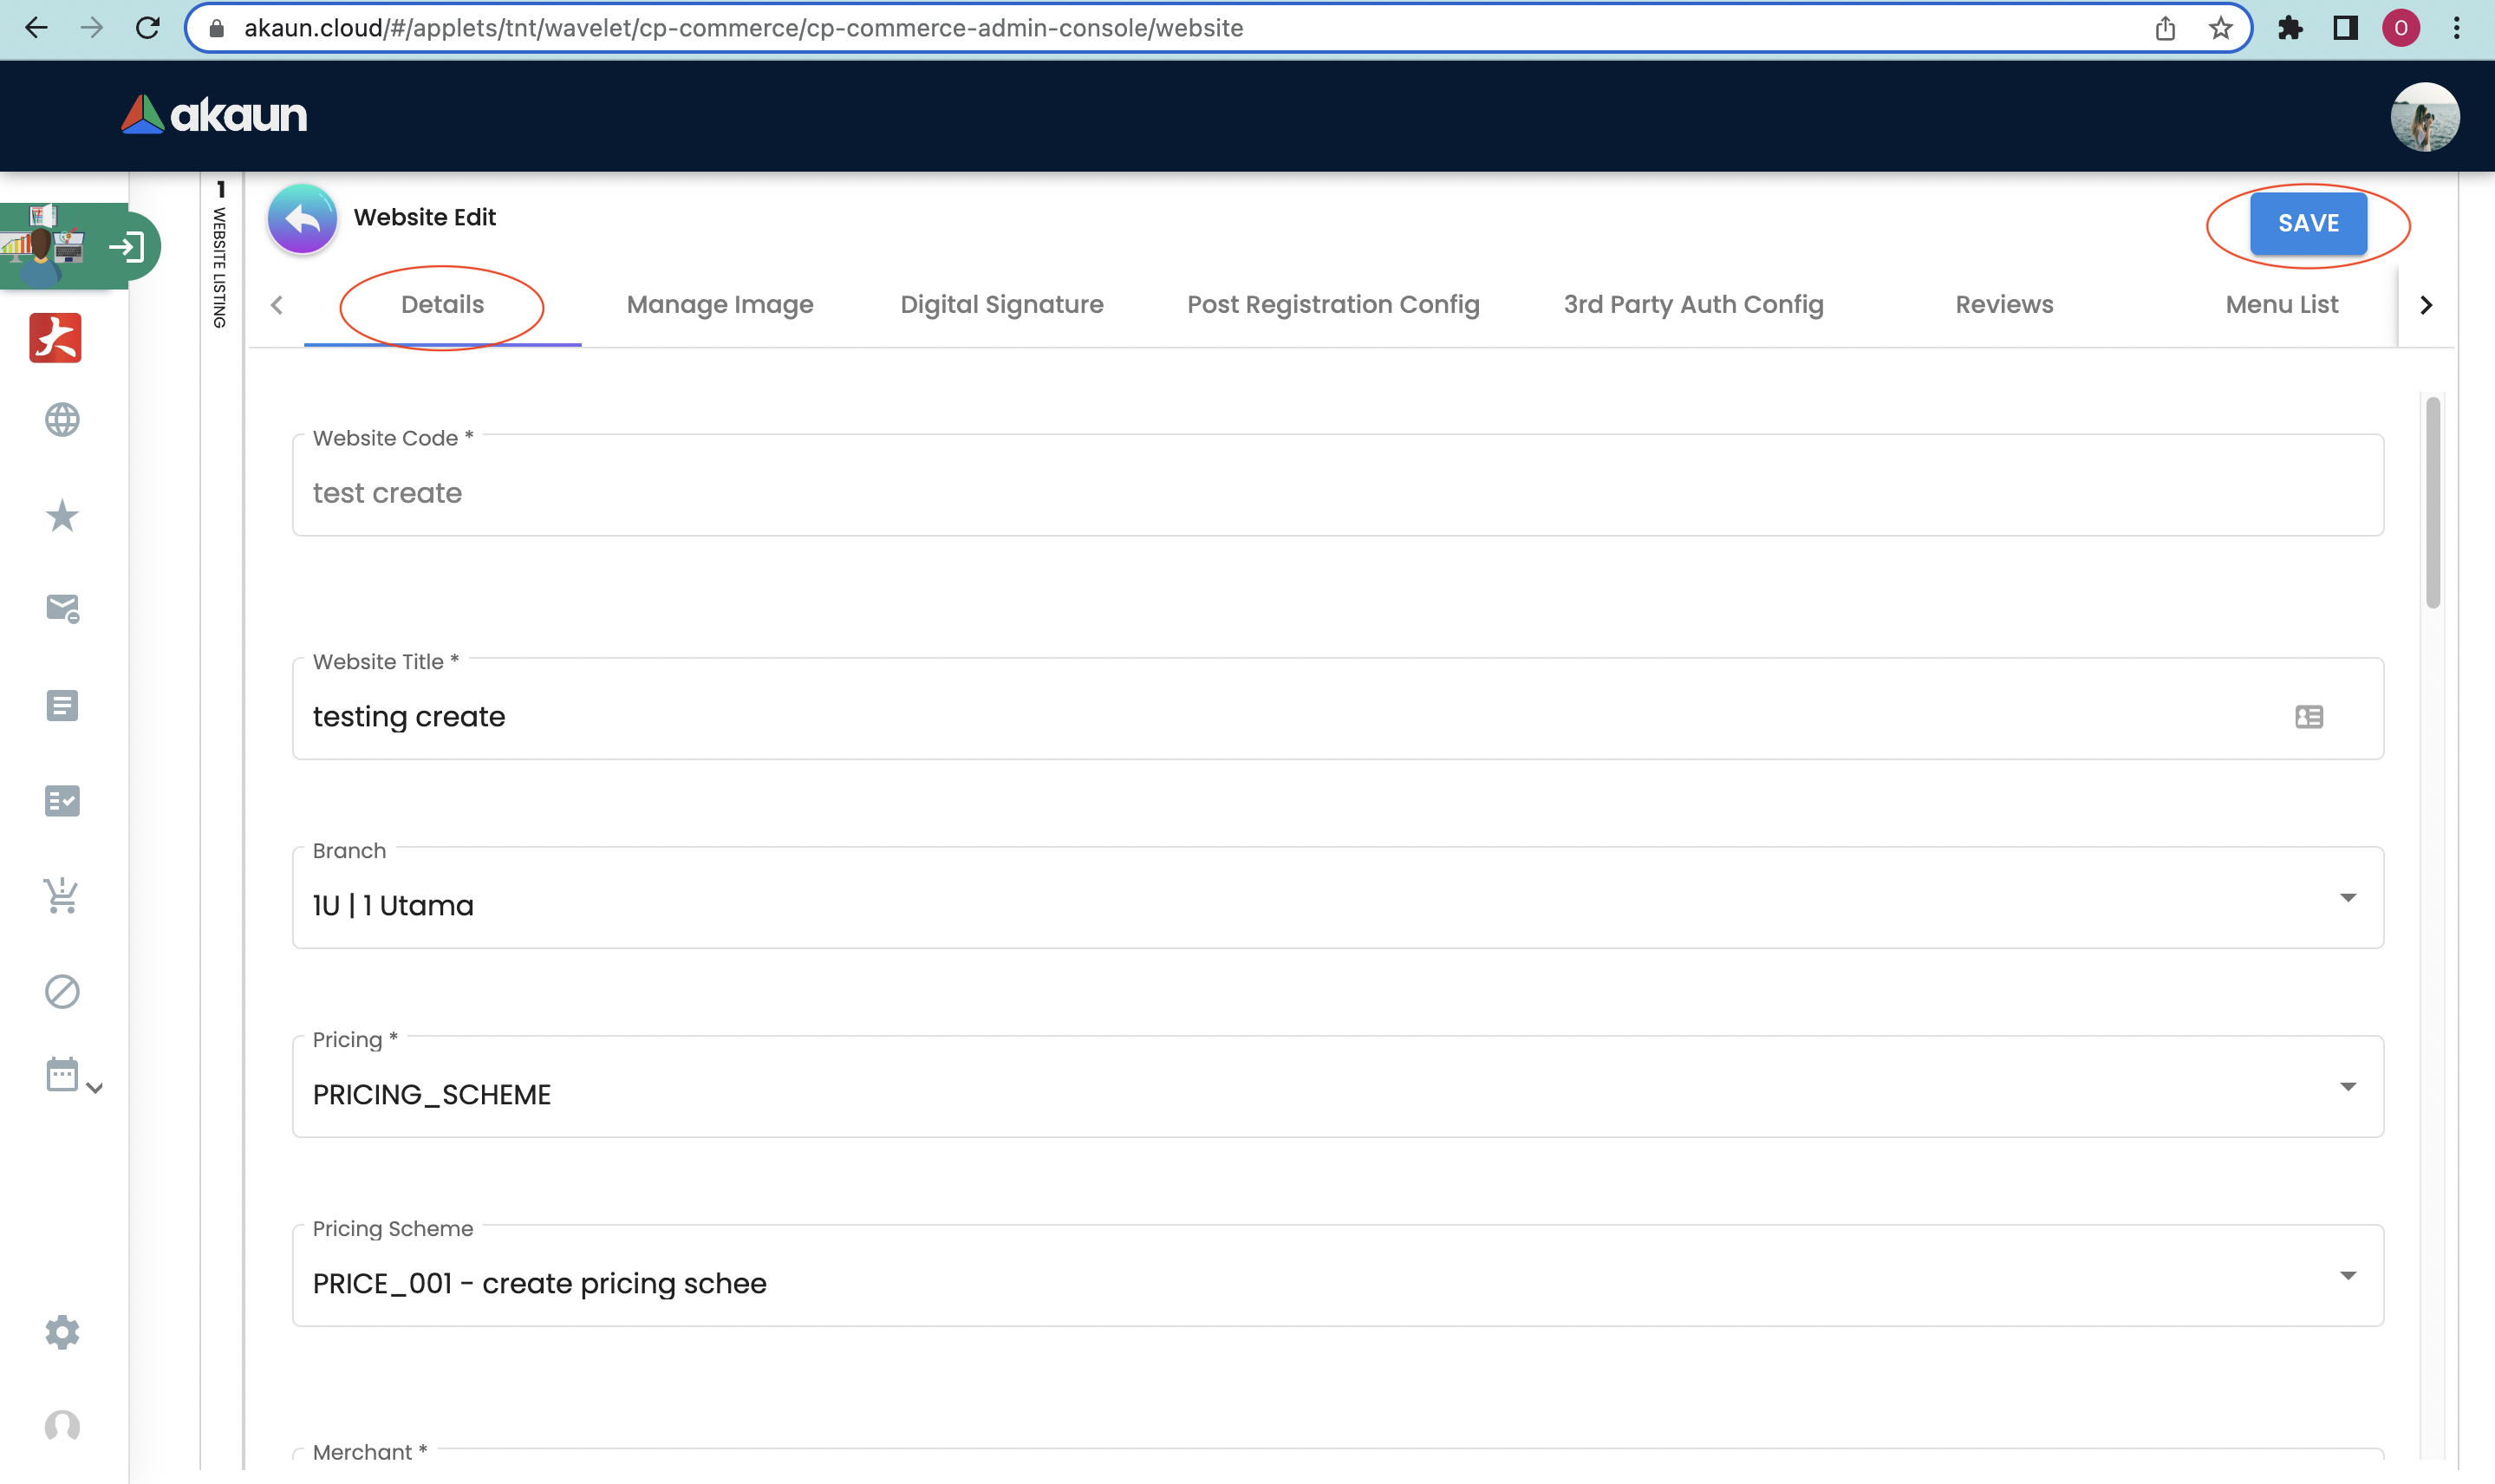 akaun.cloud/#/applets/tnt/wavelet/cp-commerce/cp-commerce-admin-console/website
O
akaun
1 WEBSITE LISTING
Website Edit
SAVE
Details
Manage Image
Digital Signature
Post Registration Config
3rd Party Auth Config
Reviews
Menu List
Website Code *
test create
Website Title *
testing create
Branch
1U | 1 Utama
Pricing *
PRICING_SCHEME
Pricing Scheme
PRICE_001 - create pricing schee
Merchant *